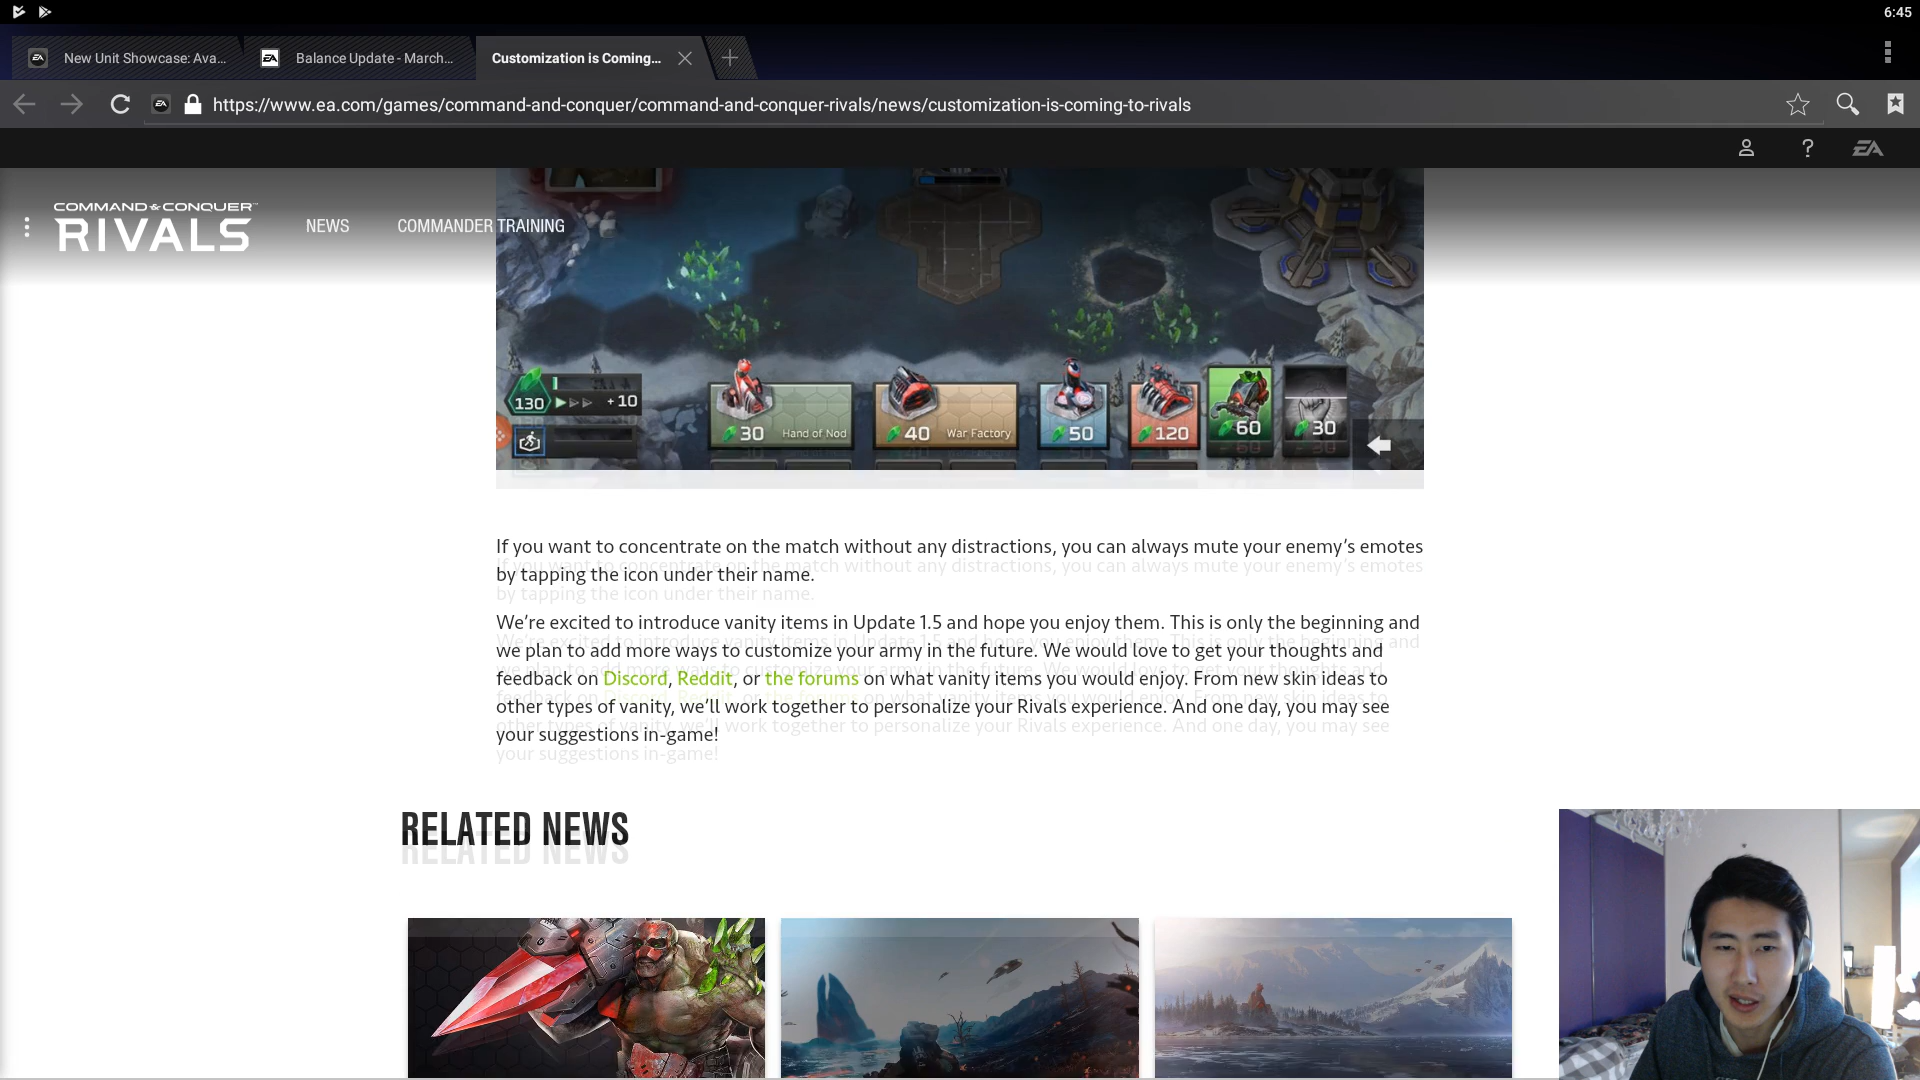 6:45
New Unit Showcase: Ava...
Balance Update - March...
Customization is Coming...
https://www.ea.com/games/command-and-conquer/command-and-conquer-rivals/news/customization-is-coming-to-rivals
?
EA
COMMAND & CONQUER™
RIVALS
NEWS
COMMANDER TRAINING
130
+10
30 Hand of Nod
40 War Factory
50
120
60
30
If you want to concentrate on the match without any distractions, you can always mute your enemy’s emotes
by tapping the icon under their name.
We’re excited to introduce vanity items in Update 1.5 and hope you enjoy them. This is only the beginning and
we plan to add more ways to customize your army in the future. We would love to get your thoughts and
feedback on Discord, Reddit, or the forums on what vanity items you would enjoy. From new skin ideas to
other types of vanity, we’ll work together to personalize your Rivals experience. And one day, you may see
your suggestions in-game!
RELATED NEWS